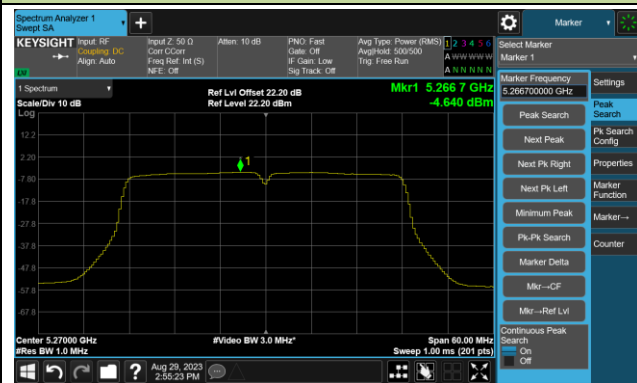 Spectrum Analyzer 1
Swept SA
Marker
KEYSIGHT
Input: RF
Coupling: DC
Align: Auto
Input Z: 50 Ω
Corr CCorr
Freq Ref: Int (S)
NFE: Off
Atten: 10 dB
PNO: Fast
Gate: Off
IF Gain: Low
Sig Track: Off
Avg Type: Power (RMS)
Avg|Hold: 500/500
Trig: Free Run
1 2 3 4 5 6
A W W W W W
A N N N N N
Select Marker
Marker 1
1 Spectrum
Scale/Div 10 dB
Log
Ref Lvl Offset 22.20 dB
Ref Level 22.20 dBm
Mkr1 5.266 7 GHz
-4.640 dBm
12.2
2.20
-7.80
-17.8
-27.8
-37.8
-47.8
-57.8
-67.8
1
Center 5.27000 GHz
#Res BW 1.0 MHz
#Video BW 3.0 MHz*
Span 60.00 MHz
Sweep 1.00 ms (201 pts)
Marker Frequency
5.266700000 GHz
Peak Search
Next Peak
Next Pk Right
Next Pk Left
Minimum Peak
Pk-Pk Search
Marker Delta
Mkr→CF
Mkr→Ref Lvl
Continuous Peak
Search
On
Off
Settings
Peak
Search
Pk Search
Config
Properties
Marker
Function
Marker→
Counter
Aug 29, 2023
2:55:23 PM